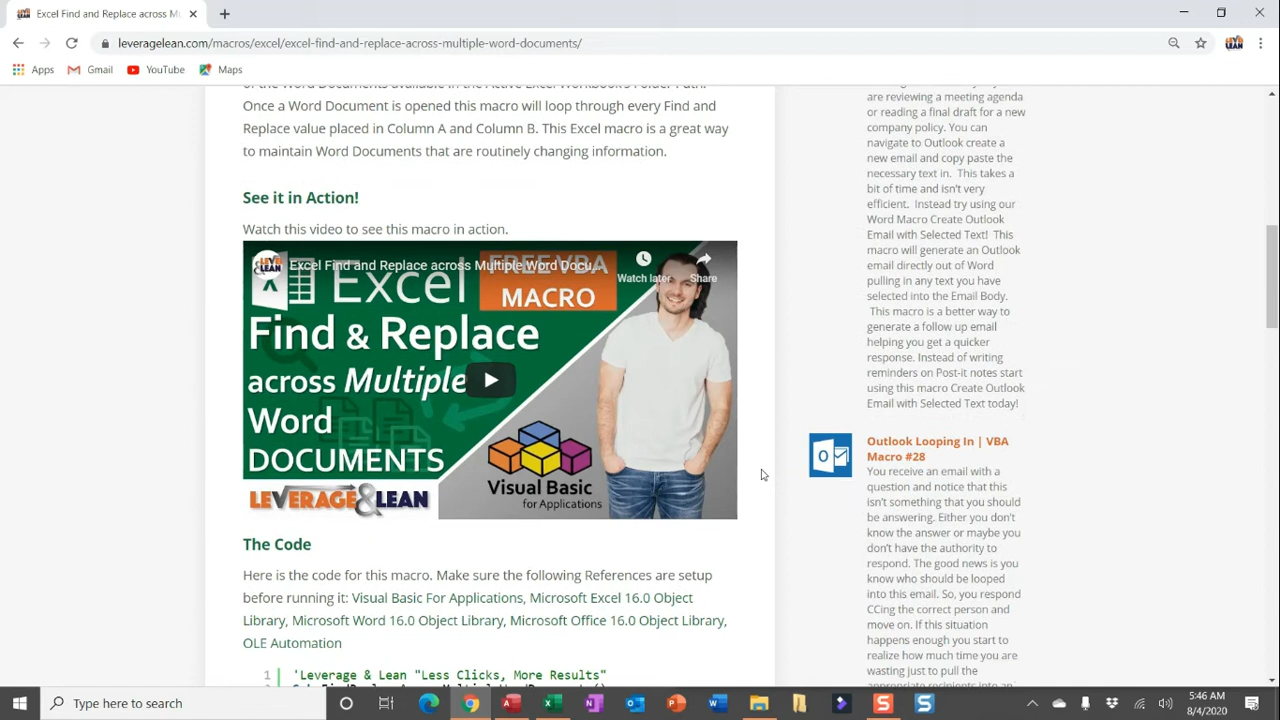 Excel Find and Replace across Mu
leveragelean.com/macros/excel/excel-find-and-replace-across-multiple-word-documents/
Apps
Gmail
YouTube
Maps
of the Word Documents available in the Active Excel Workbook's Folder Path.
Once a Word Document is opened this macro will loop through every Find and
Replace value placed in Column A and Column B. This Excel macro is a great way
to maintain Word Documents that are routinely changing information.
See it in Action!
Watch this video to see this macro in action.
Excel Find and Replace across Multiple Word Docu...
Watch later
Share
Excel
FREE VBA
MACRO
Find & Replace
across Multiple
Word
DOCUMENTS
LEVERAGE & LEAN
Visual Basic
for Applications
The Code
Here is the code for this macro. Make sure the following References are setup
before running it: Visual Basic For Applications, Microsoft Excel 16.0 Object
Library, Microsoft Word 16.0 Object Library, Microsoft Office 16.0 Object Library,
OLE Automation
1 'Leverage & Lean "Less Clicks, More Results"
are reviewing a meeting agenda
or reading a final draft for a new
company policy. You can
navigate to Outlook create a
new email and copy paste the
necessary text in. This takes a
bit of time and isn't very
efficient. Instead try using our
Word Macro Create Outlook
Email with Selected Text! This
macro will generate an Outlook
email directly out of Word
pulling in any text you have
selected into the Email Body.
This macro is a better way to
generate a follow up email
helping you get a quicker
response. Instead of writing
reminders on Post-it notes start
using this macro Create Outlook
Email with Selected Text today!
Outlook Looping In | VBA
Macro #28
You receive an email with a
question and notice that this
isn't something that you should
be answering. Either you don't
know the answer or maybe you
don't have the authority to
respond. The good news is you
know who should be looped
into this email. So, you respond
CCing the correct person and
move on. If this situation
happens enough you start to
realize how much time you are
wasting just to pull the
appropriate recipients into an
Type here to search
5:46 AM
8/4/2020